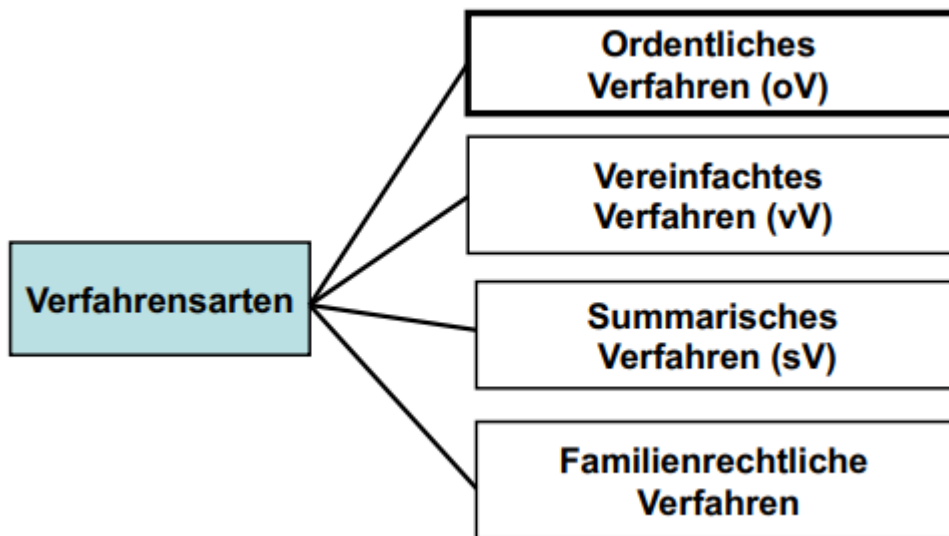 Verfahrensarten
Ordentliches
Verfahren (oV)
Vereinfachtes
Verfahren (vV)
Summarisches
Verfahren (sV)
Familienrechtliche
Verfahren